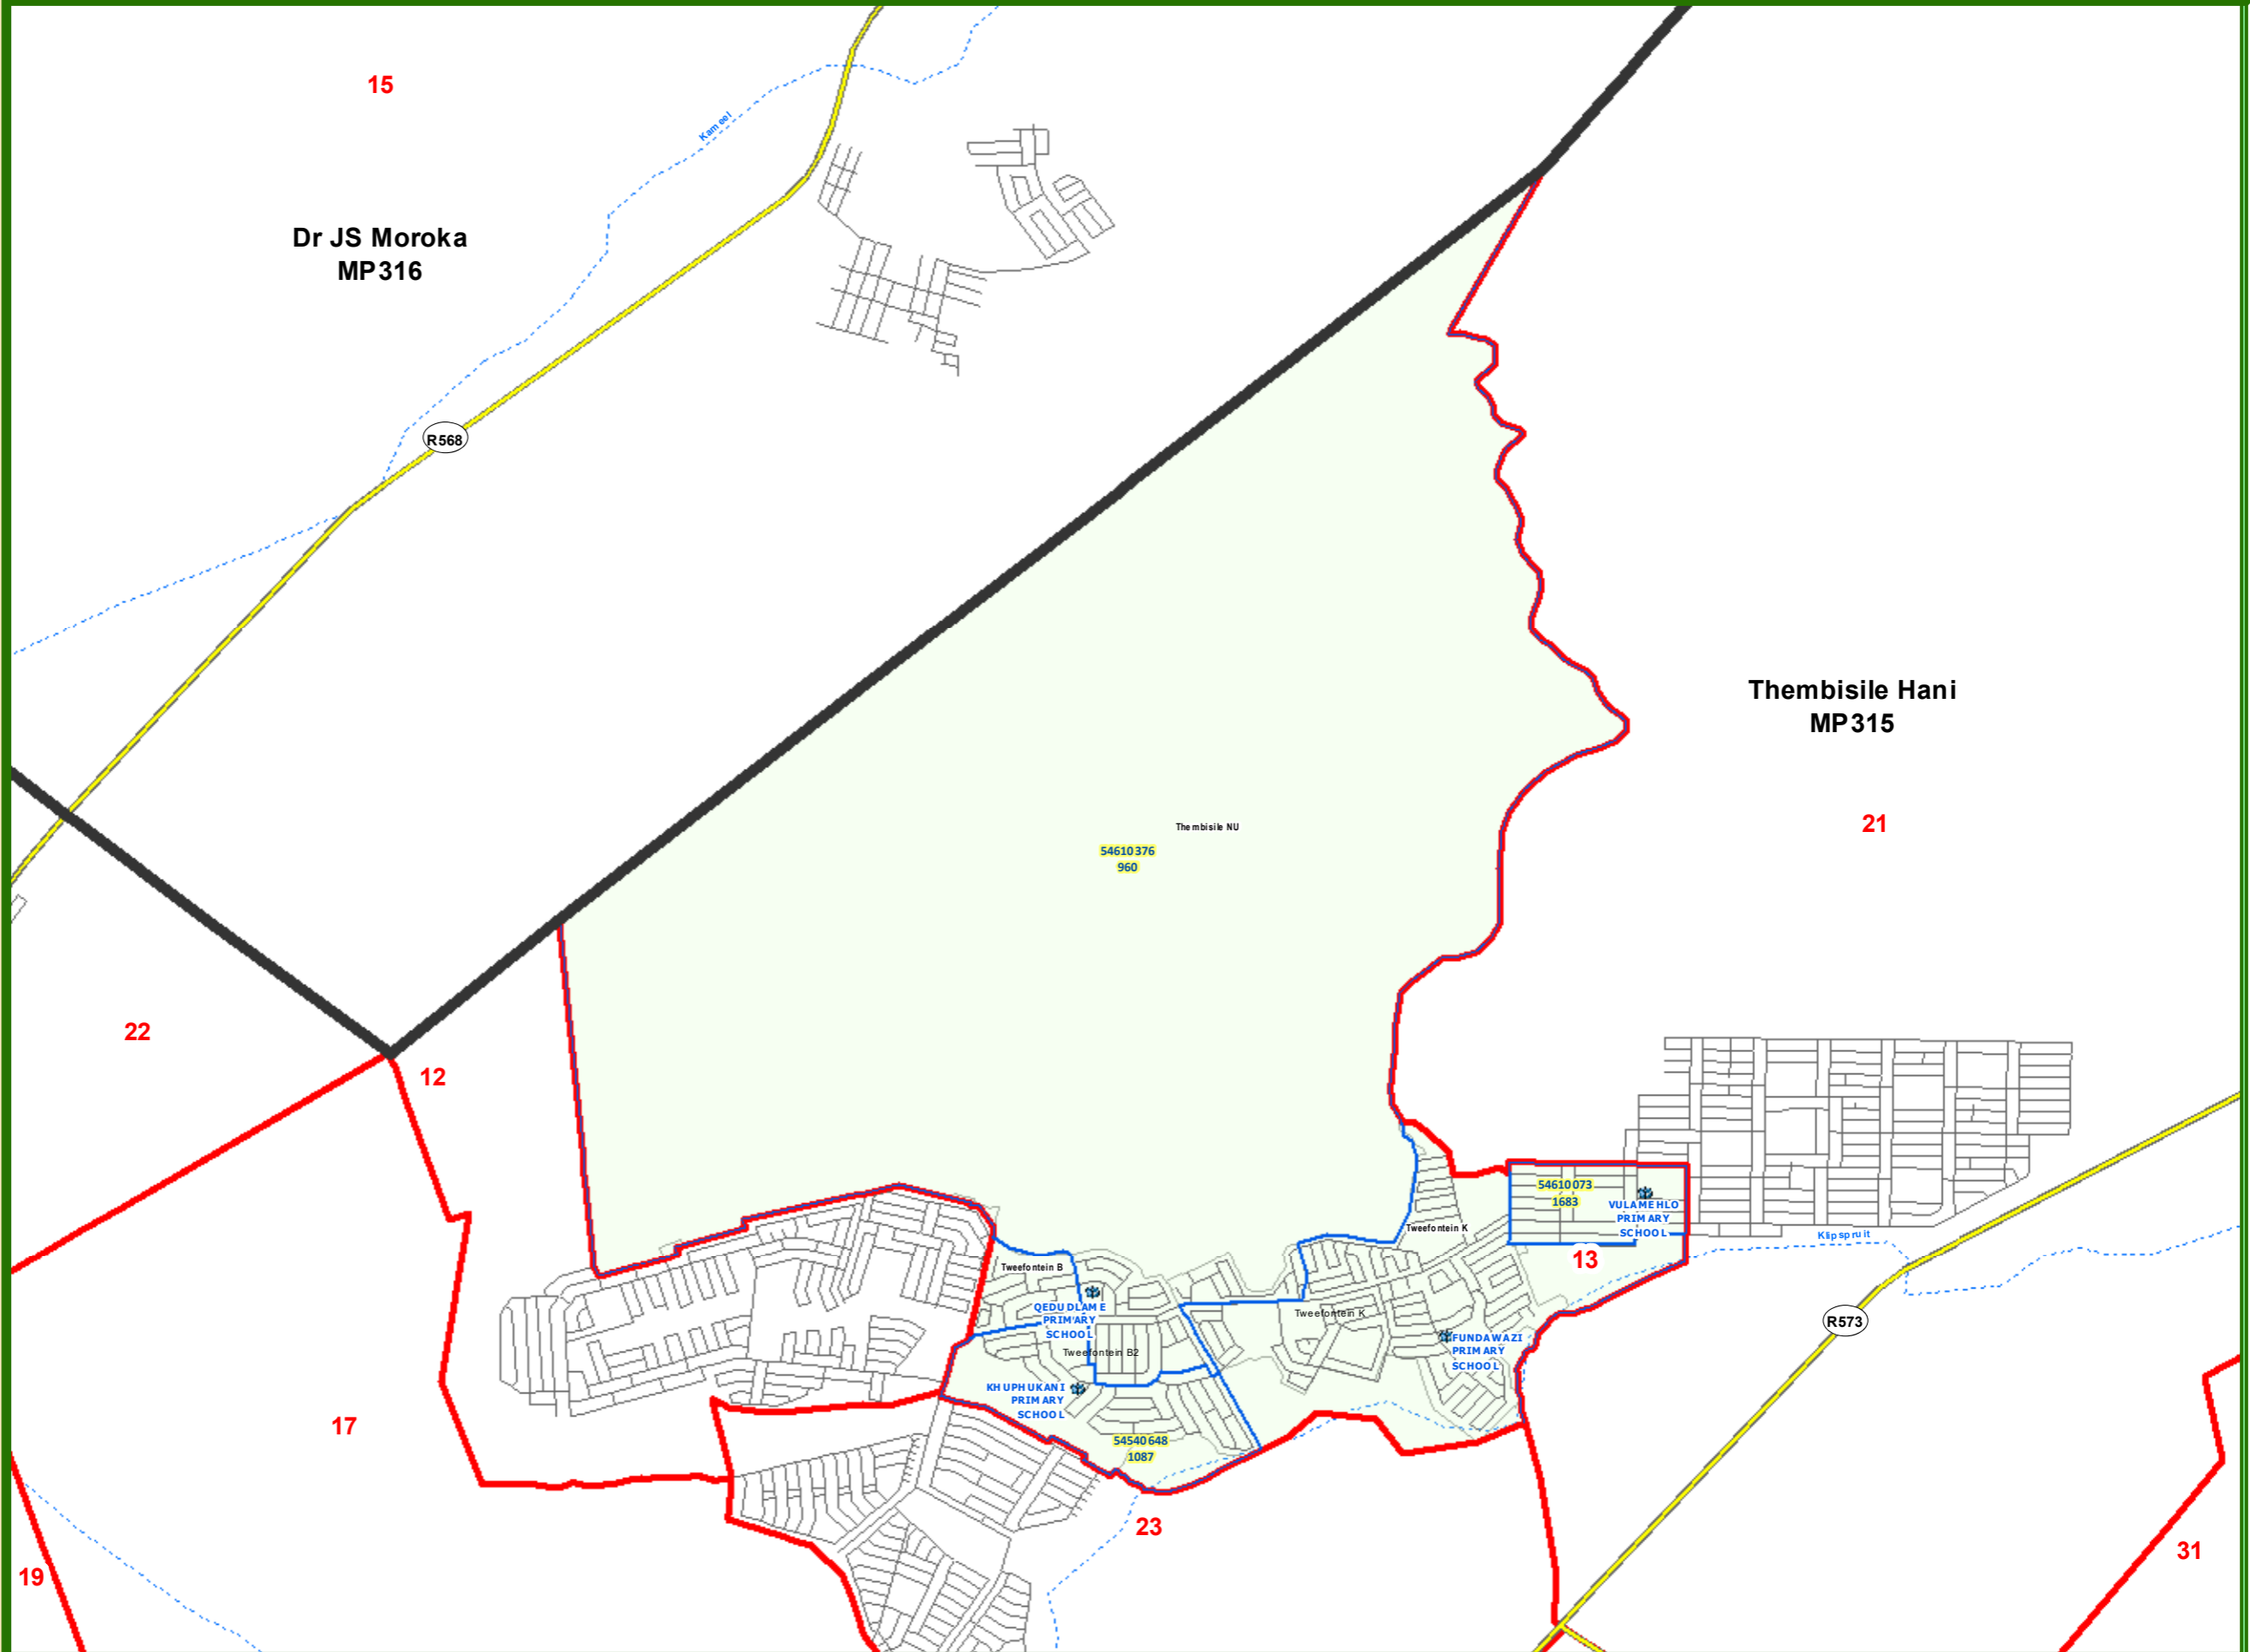 15
Kameel
Dr JS Moroka
MP316
R568
Thembisile Hani
MP315
21
Thembisile NU
54610376
960
22
12
54610073
1683
VULAMEHLO
PRIMARY
SCHOOL
Tweefontein K
Klipspruit
13
Tweefontein B
QEDUDLAME
PRIMARY
SCHOOL
Tweefontein K
R573
FUNDAWAZI
PRIMARY
SCHOOL
Tweefontein B2
KHUPHUKANI
PRIMARY
SCHOOL
17
54540648
1087
23
31
19